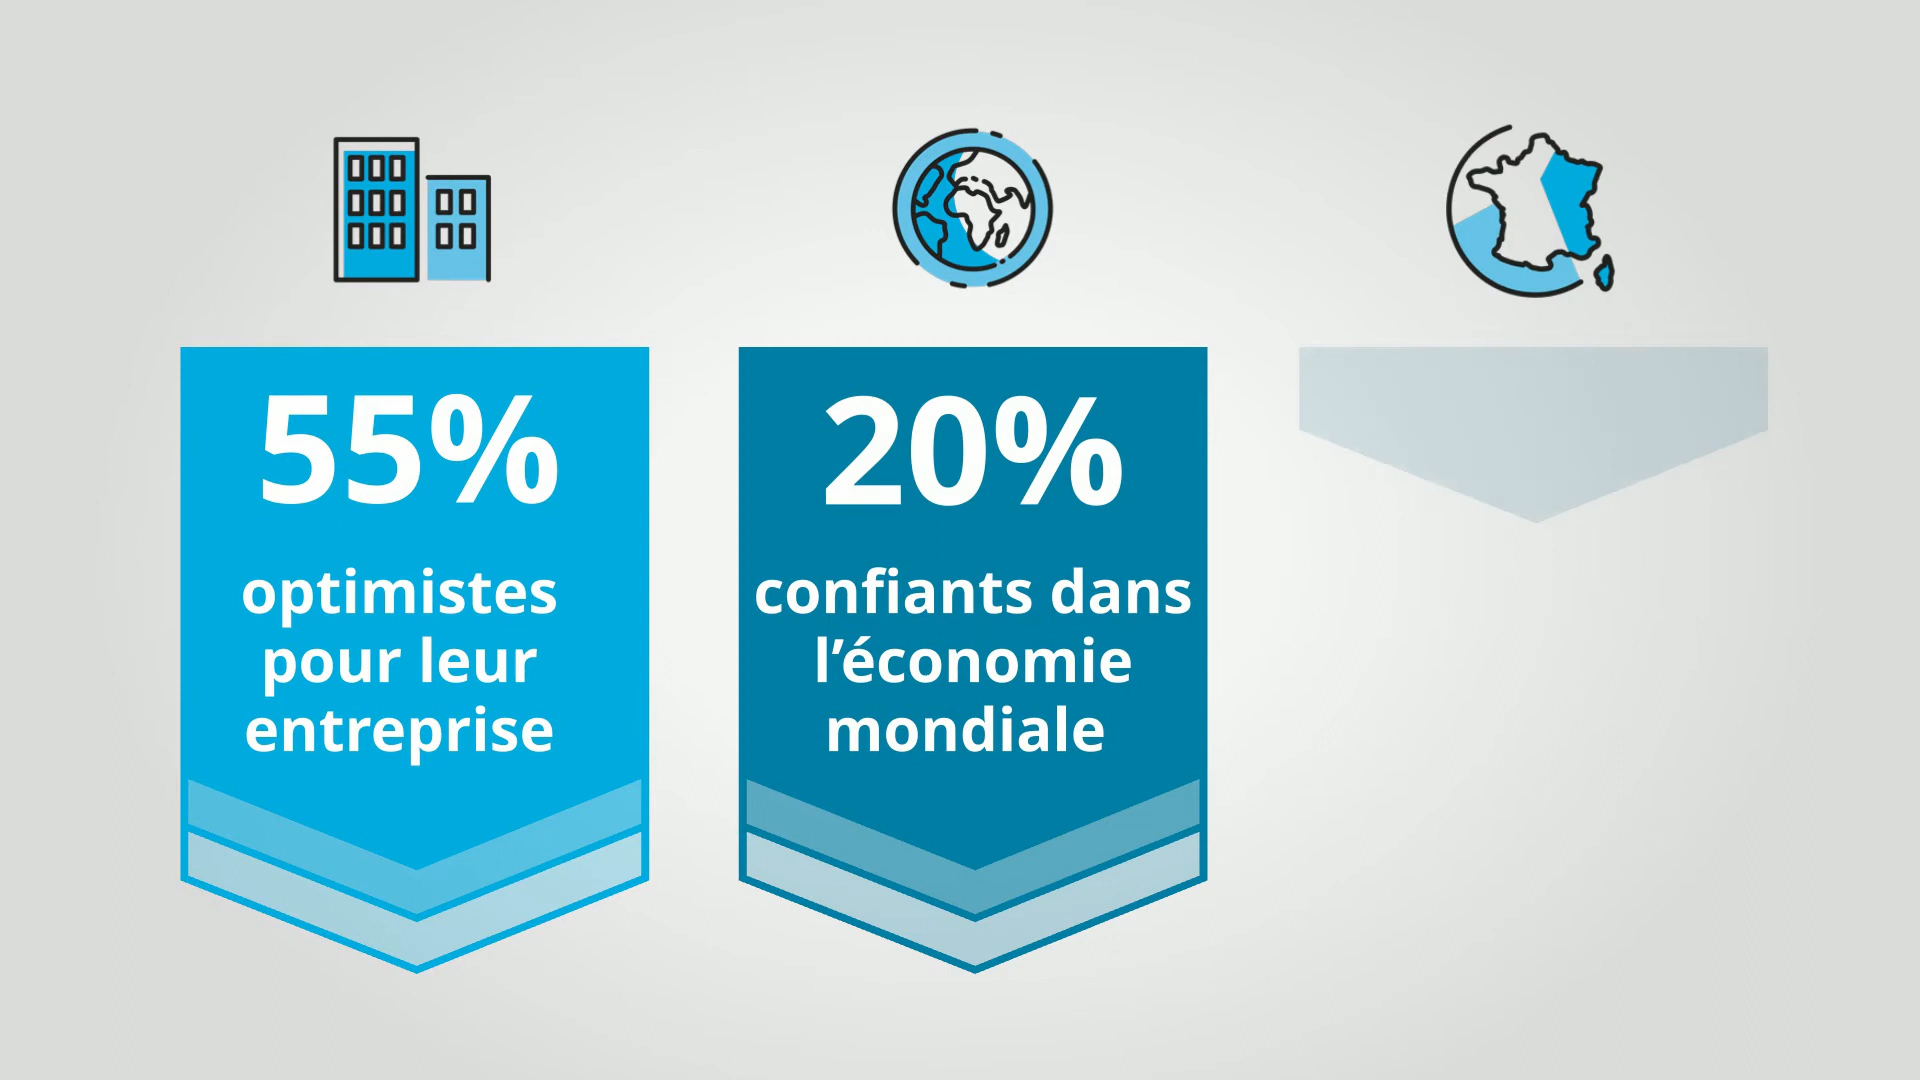 55%
optimistes
pour leur
entreprise
20%
confiants dans
l’économie
mondiale